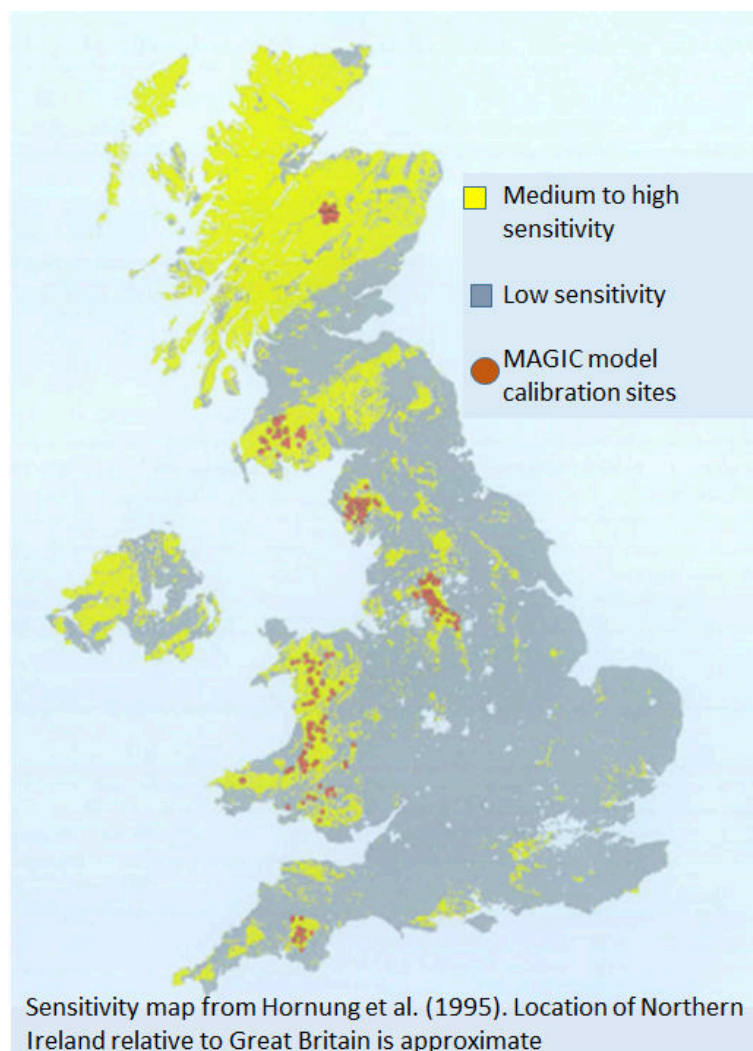 Medium to high
sensitivity
Low sensitivity
MAGIC model
calibration sites
Sensitivity map from Hornung et al. (1995). Location of Northern
Ireland relative to Great Britain is approximate